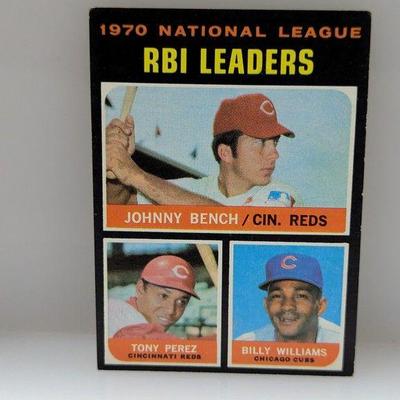 1970 NATIONAL LEAGUE
RBI LEADERS
C
JOHNNY BENCH / CIN. REDS
C
C
TONY PEREZ
CINCINNATI REDS
BILLY WILLIAMS
CHICAGO CUBS